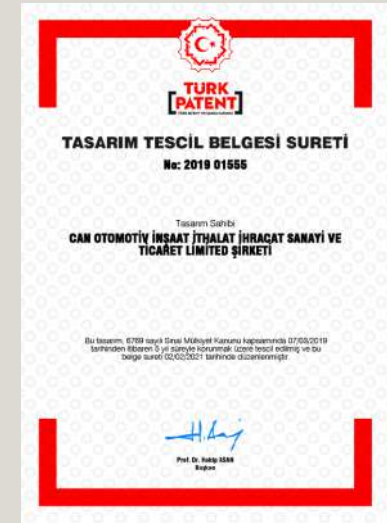 TÜRK
PATENT
TASARIM TESCİL BELGESİ SURETİ
No: 2019 01555
Tasarım Sahibi
CAN OTOMOTİV İNŞAAT İTHALAT İHRACAT SANAYİ VE
TİCARET LİMİTED ŞİRKETİ
Bu tasarım, 6769 sayılı Sınai Mülkiyet Kanunu kapsamında 07/03/2019
tarihinden itibaren 5 yıl süreyle korunmak üzere tescil edilmiş ve bu
belge sureti 02/02/2021 tarihinde düzenlenmiştir.
Prof. Dr. Habip ASAN
Başkan